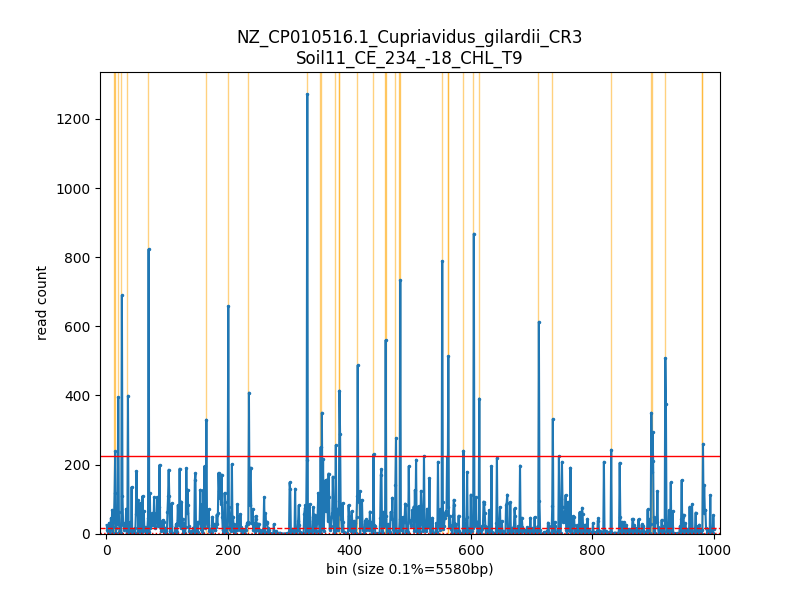 NZ_CP010516.1_Cupriavidus_gilardii_CR3
Soil11_CE_234_-18_CHL_T9
1200
1000
800
600
400
200
0
read count
0 200 400 600 800 1000
bin (size 0.1%=5580bp)